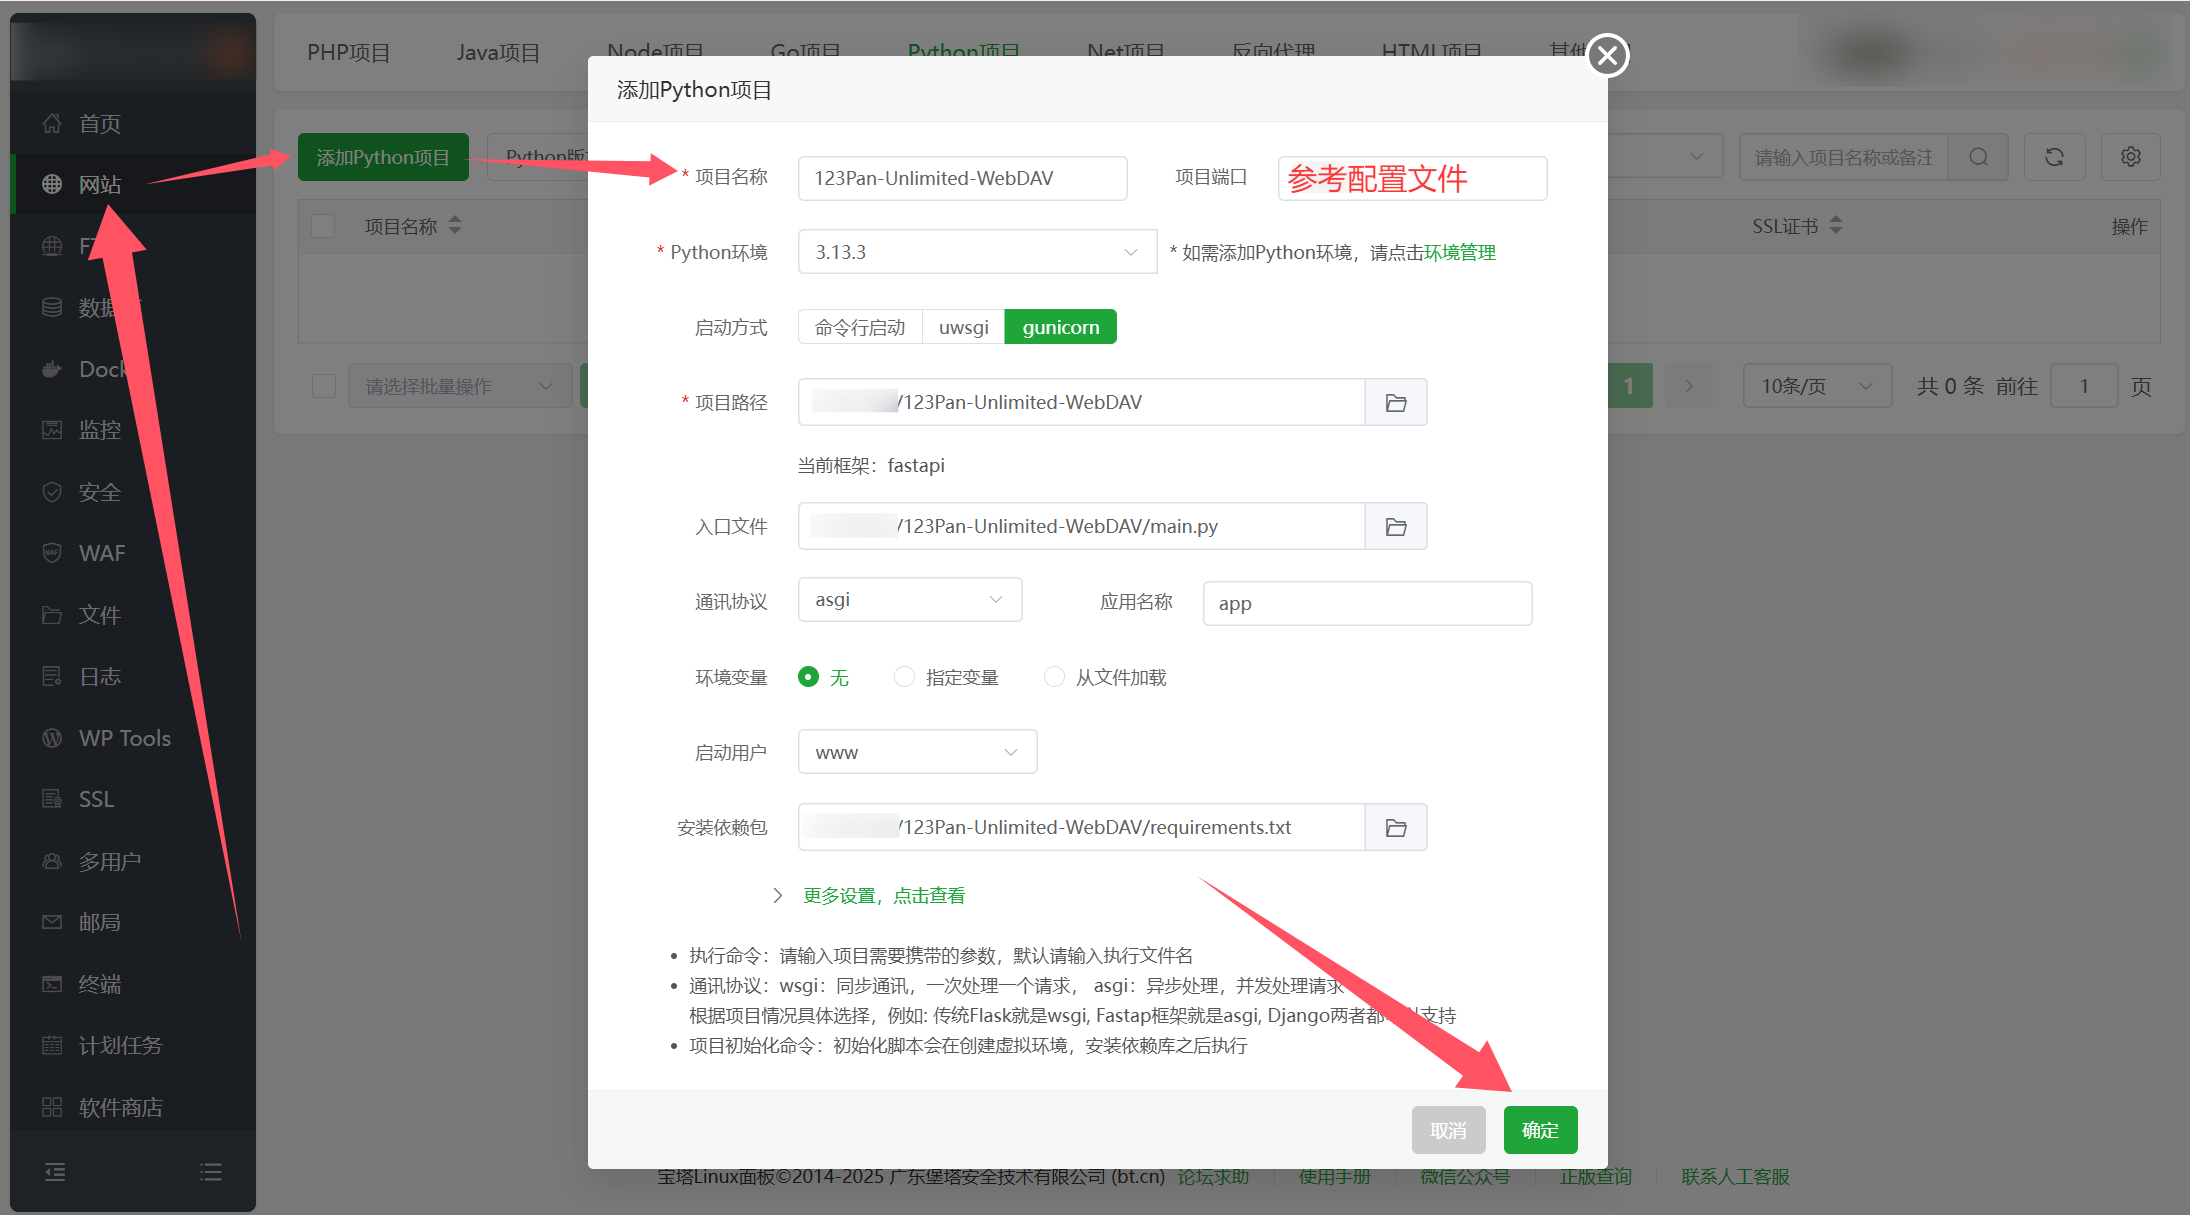 PHP项目
Java项目
Node项目
Go项目
Python项目
Net项目
反向代理
HTML项目
其他
添加Python项目
首页
网站
数据
Dock
监控
安全
WAF
文件
日志
WP Tools
SSL
多用户
邮局
终端
计划任务
软件商店
添加Python项目
Python版
请输入项目名称或备注
项目名称
SSL证书
操作
请选择批量操作
1
10条/页
共 0 条
前往
1
页
* 项目名称
123Pan-Unlimited-WebDAV
项目端口
参考配置文件
* Python环境
3.13.3
* 如需添加Python环境，请点击环境管理
启动方式
命令行启动
uwsgi
gunicorn
* 项目路径
/123Pan-Unlimited-WebDAV
当前框架：fastapi
入口文件
/123Pan-Unlimited-WebDAV/main.py
通讯协议
asgi
应用名称
app
环境变量
无
指定变量
从文件加载
启动用户
www
安装依赖包
/123Pan-Unlimited-WebDAV/requirements.txt
更多设置，点击查看
• 执行命令：请输入项目需要携带的参数，默认请输入执行文件名
• 通讯协议：wsgi：同步通讯，一次处理一个请求， asgi：异步处理，并发处理请求
根据项目情况具体选择，例如: 传统Flask就是wsgi, Fastap框架就是asgi, Django两者都 支持
• 项目初始化命令：初始化脚本会在创建虚拟环境，安装依赖库之后执行
取消
确定
宝塔Linux面板©2014-2025 广东堡塔安全技术有限公司 (bt.cn)
论坛求助
使用手册
微信公众号
正版查询
联系人工客服